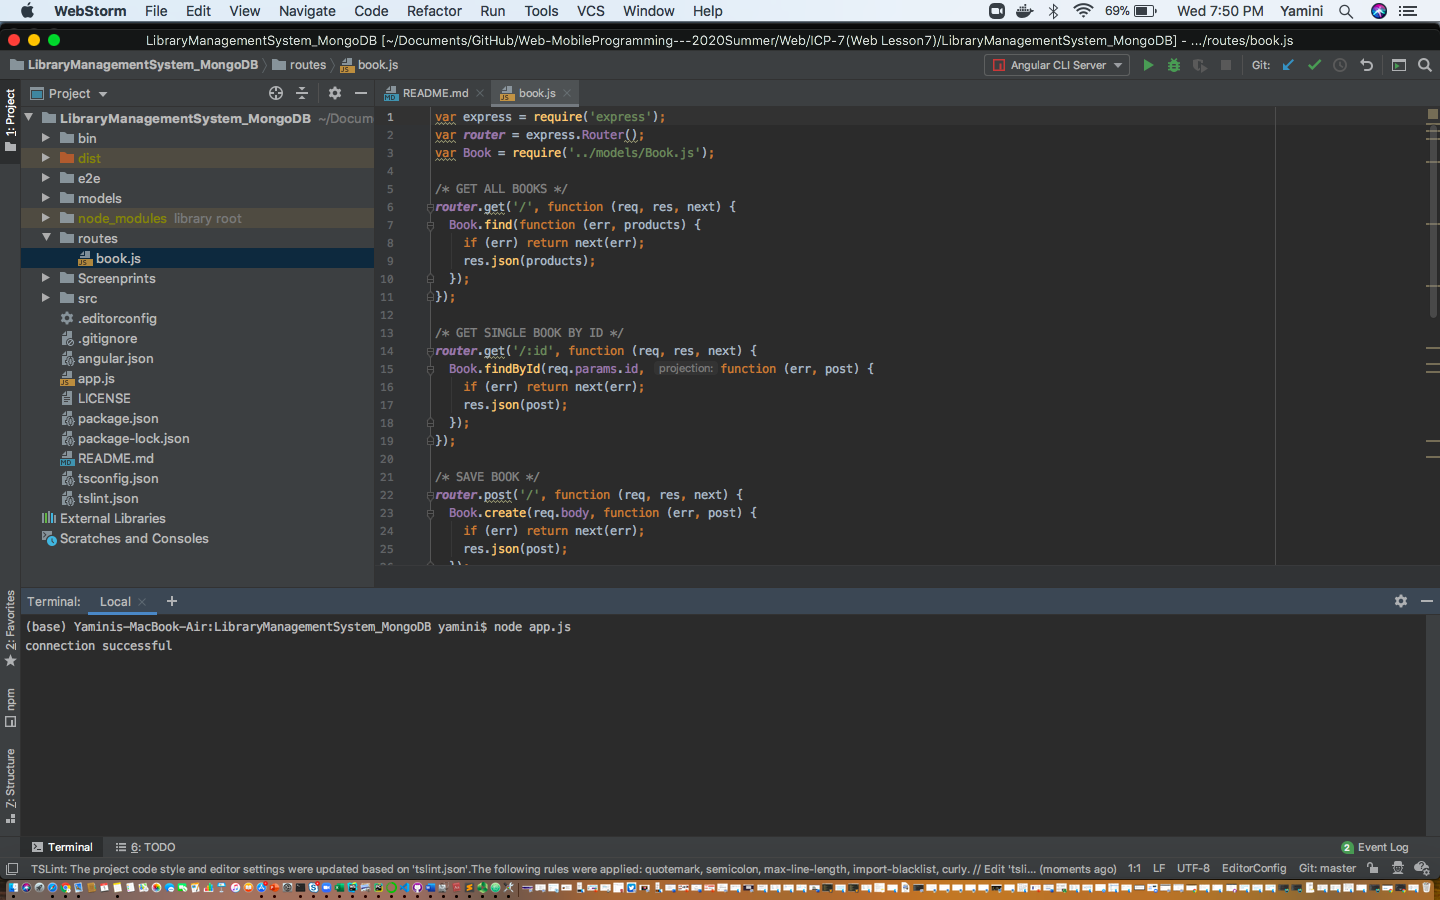 WebStorm File Edit View Navigate Code Refactor Run Tools VCS Window Help 69% Wed 7:50 PM Yamini
LibraryManagementSystem_MongoDB [~/Documents/GitHub/Web-MobileProgramming---2020Summer/Web/ICP-7(Web Lesson7)/LibraryManagementSystem_MongoDB] - .../routes/book.js
LibraryManagementSystem_MongoDB routes book.js Angular CLI Server Git:
1: Project
Project
LibraryManagementSystem_MongoDB ~/Docum
bin
dist
e2e
models
node_modules library root
routes
book.js
Screenprints
src
.editorconfig
.gitignore
angular.json
app.js
LICENSE
package.json
package-lock.json
README.md
tsconfig.json
tslint.json
External Libraries
Scratches and Consoles
README.md book.js
1 var express = require('express');
2 var router = express.Router();
3 var Book = require('../models/Book.js');
4
5 /* GET ALL BOOKS */
6 router.get('/', function (req, res, next) {
7 Book.find(function (err, products) {
8 if (err) return next(err);
9 res.json(products);
10 });
11 });
12
13 /* GET SINGLE BOOK BY ID */
14 router.get('/:id', function (req, res, next) {
15 Book.findById(req.params.id, projection: function (err, post) {
16 if (err) return next(err);
17 res.json(post);
18 });
19 });
20
21 /* SAVE BOOK */
22 router.post('/', function (req, res, next) {
23 Book.create(req.body, function (err, post) {
24 if (err) return next(err);
25 res.json(post);
2: Favorites
npm
7: Structure
Terminal: Local
(base) Yaminis-MacBook-Air:LibraryManagementSystem_MongoDB yamini$ node app.js
connection successful
Terminal 6: TODO 2 Event Log
TSLint: The project code style and editor settings were updated based on 'tslint.json'.The following rules were applied: quotemark, semicolon, max-line-length, import-blacklist, curly. // Edit 'tsli... (moments ago) 1:1 LF UTF-8 EditorConfig Git: master